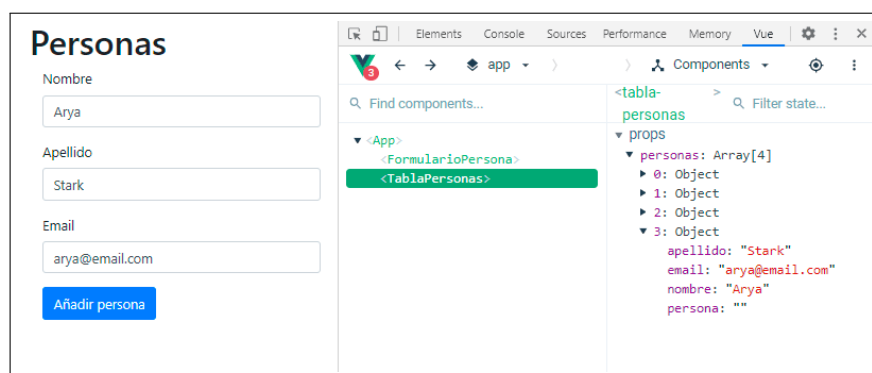 Personas
Nombre
Arya
Apellido
Stark
Email
arya@email.com
Añadir persona
Elements Console Sources Performance Memory Vue
3 app Components
Find components...
<App>
<FormularioPersona>
<TablaPersonas>
<tabla-personas> Filter state...
props
personas: Array[4]
0: Object
1: Object
2: Object
3: Object
apellido: "Stark"
email: "arya@email.com"
nombre: "Arya"
persona: ""